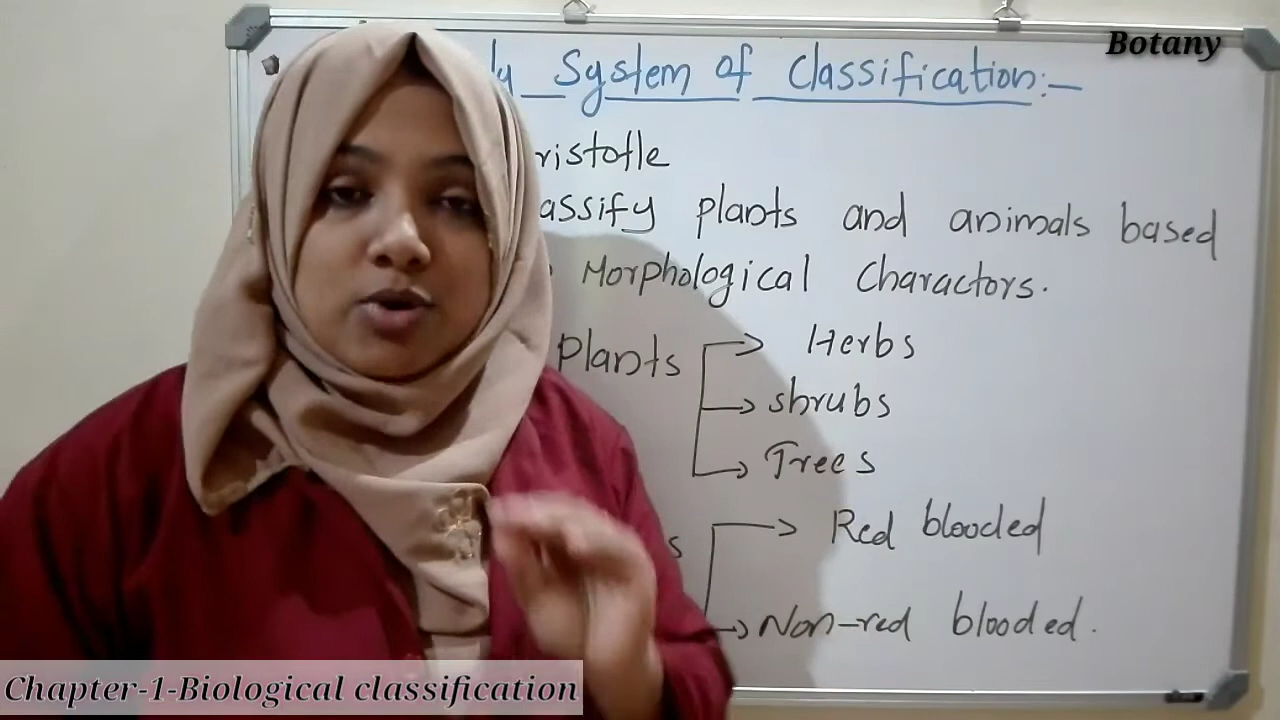 Botany
System of Classification:-
ristotle
assify plants and animals based
Morphological Charactors.
plants
Herbs
shrubs
Trees
s
Red blooded
Non-red blooded.
Chapter-1-Biological classification